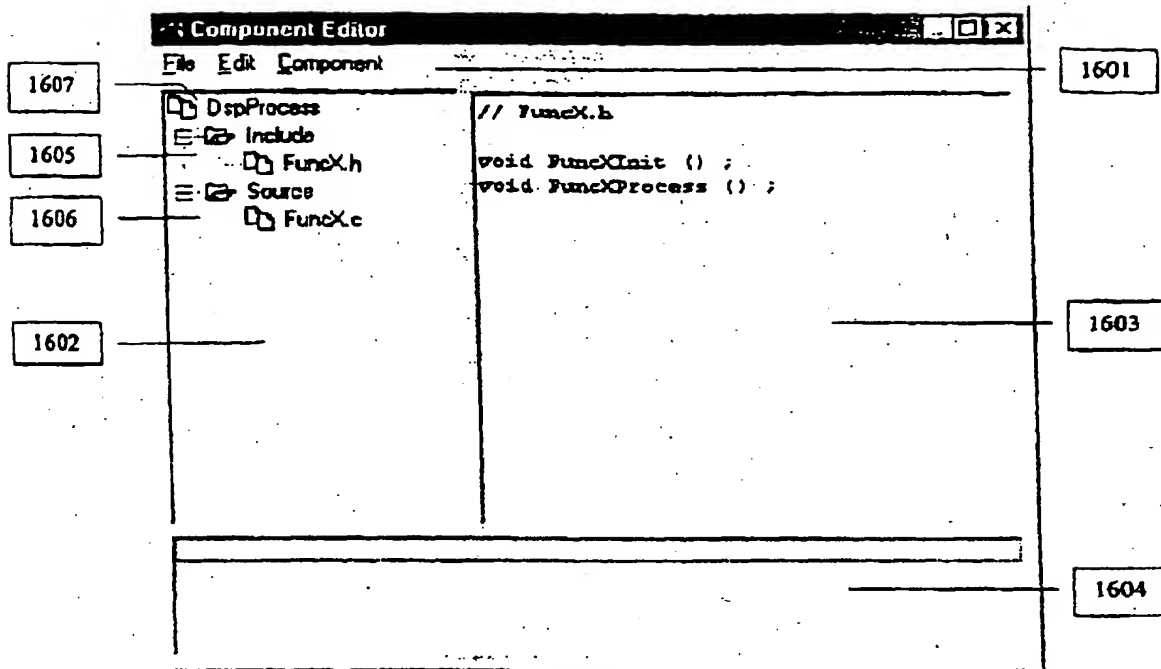 Component Editor
File Edit Component
1601
1607
DspProcess
// FuncX.h
Include
1605
FuncX.h
void FuncXInit () ;
Source
void FuncXProcess () ;
1606
FuncX.c
1602
1603
1604